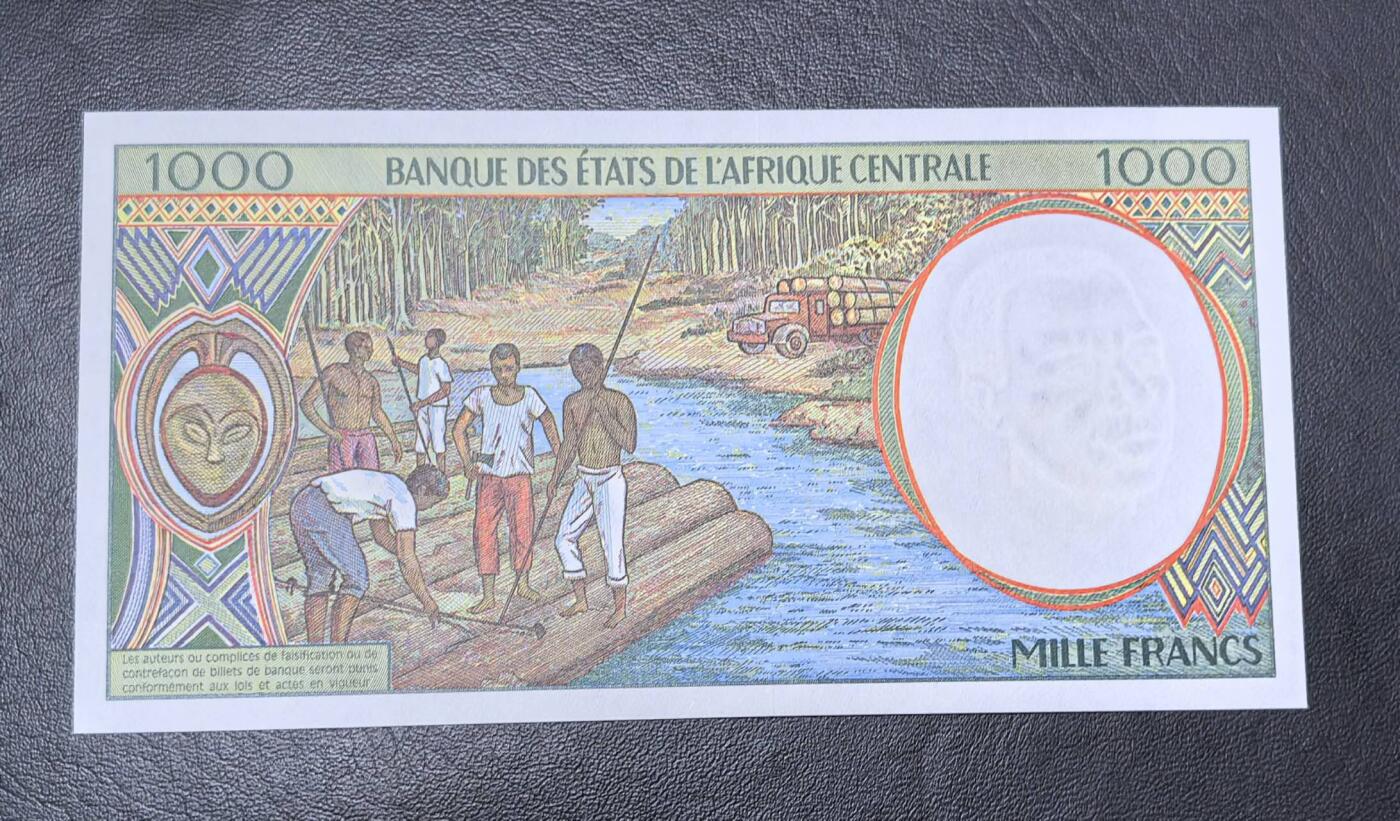 1000 BANQUE DES ÉTATS DE L'AFRIQUE CENTRALE 1000
Les auteurs ou complices de falsification ou de
contrefaçon de billets de banque seront punis
conformément aux lois et actes en vigueur
MILLE FRANCS